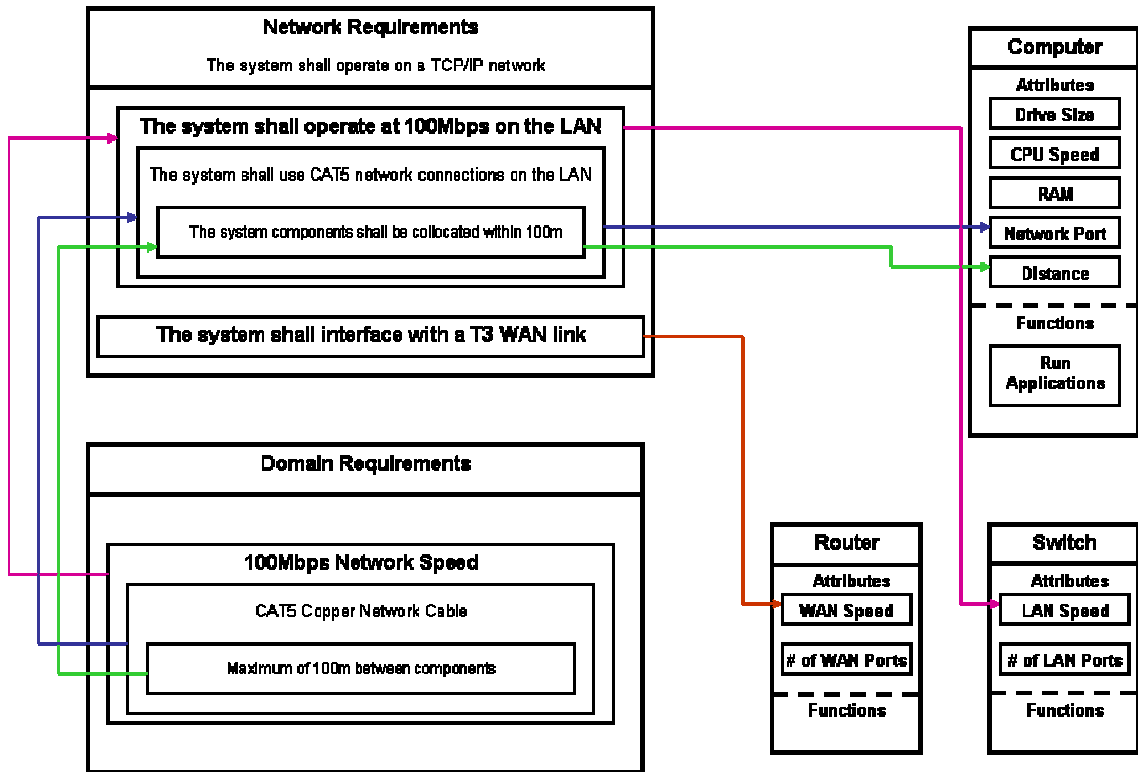 Network Requirements
The system shall operate on a TCP/IP network
The system shall operate at 100Mbps on the LAN
The system shall use CAT5 network connections on the LAN
The system components shall be collocated within 100m
The system shall interface with a T3 WAN link
Domain Requirements
100Mbps Network Speed
CAT5 Copper Network Cable
Maximum of 100m between components
Computer
Attributes
Drive Size
CPU Speed
RAM
Network Port
Distance
Functions
Run
Applications
Router
Attributes
WAN Speed
# of WAN Ports
Functions
Switch
Attributes
LAN Speed
# of LAN Ports
Functions